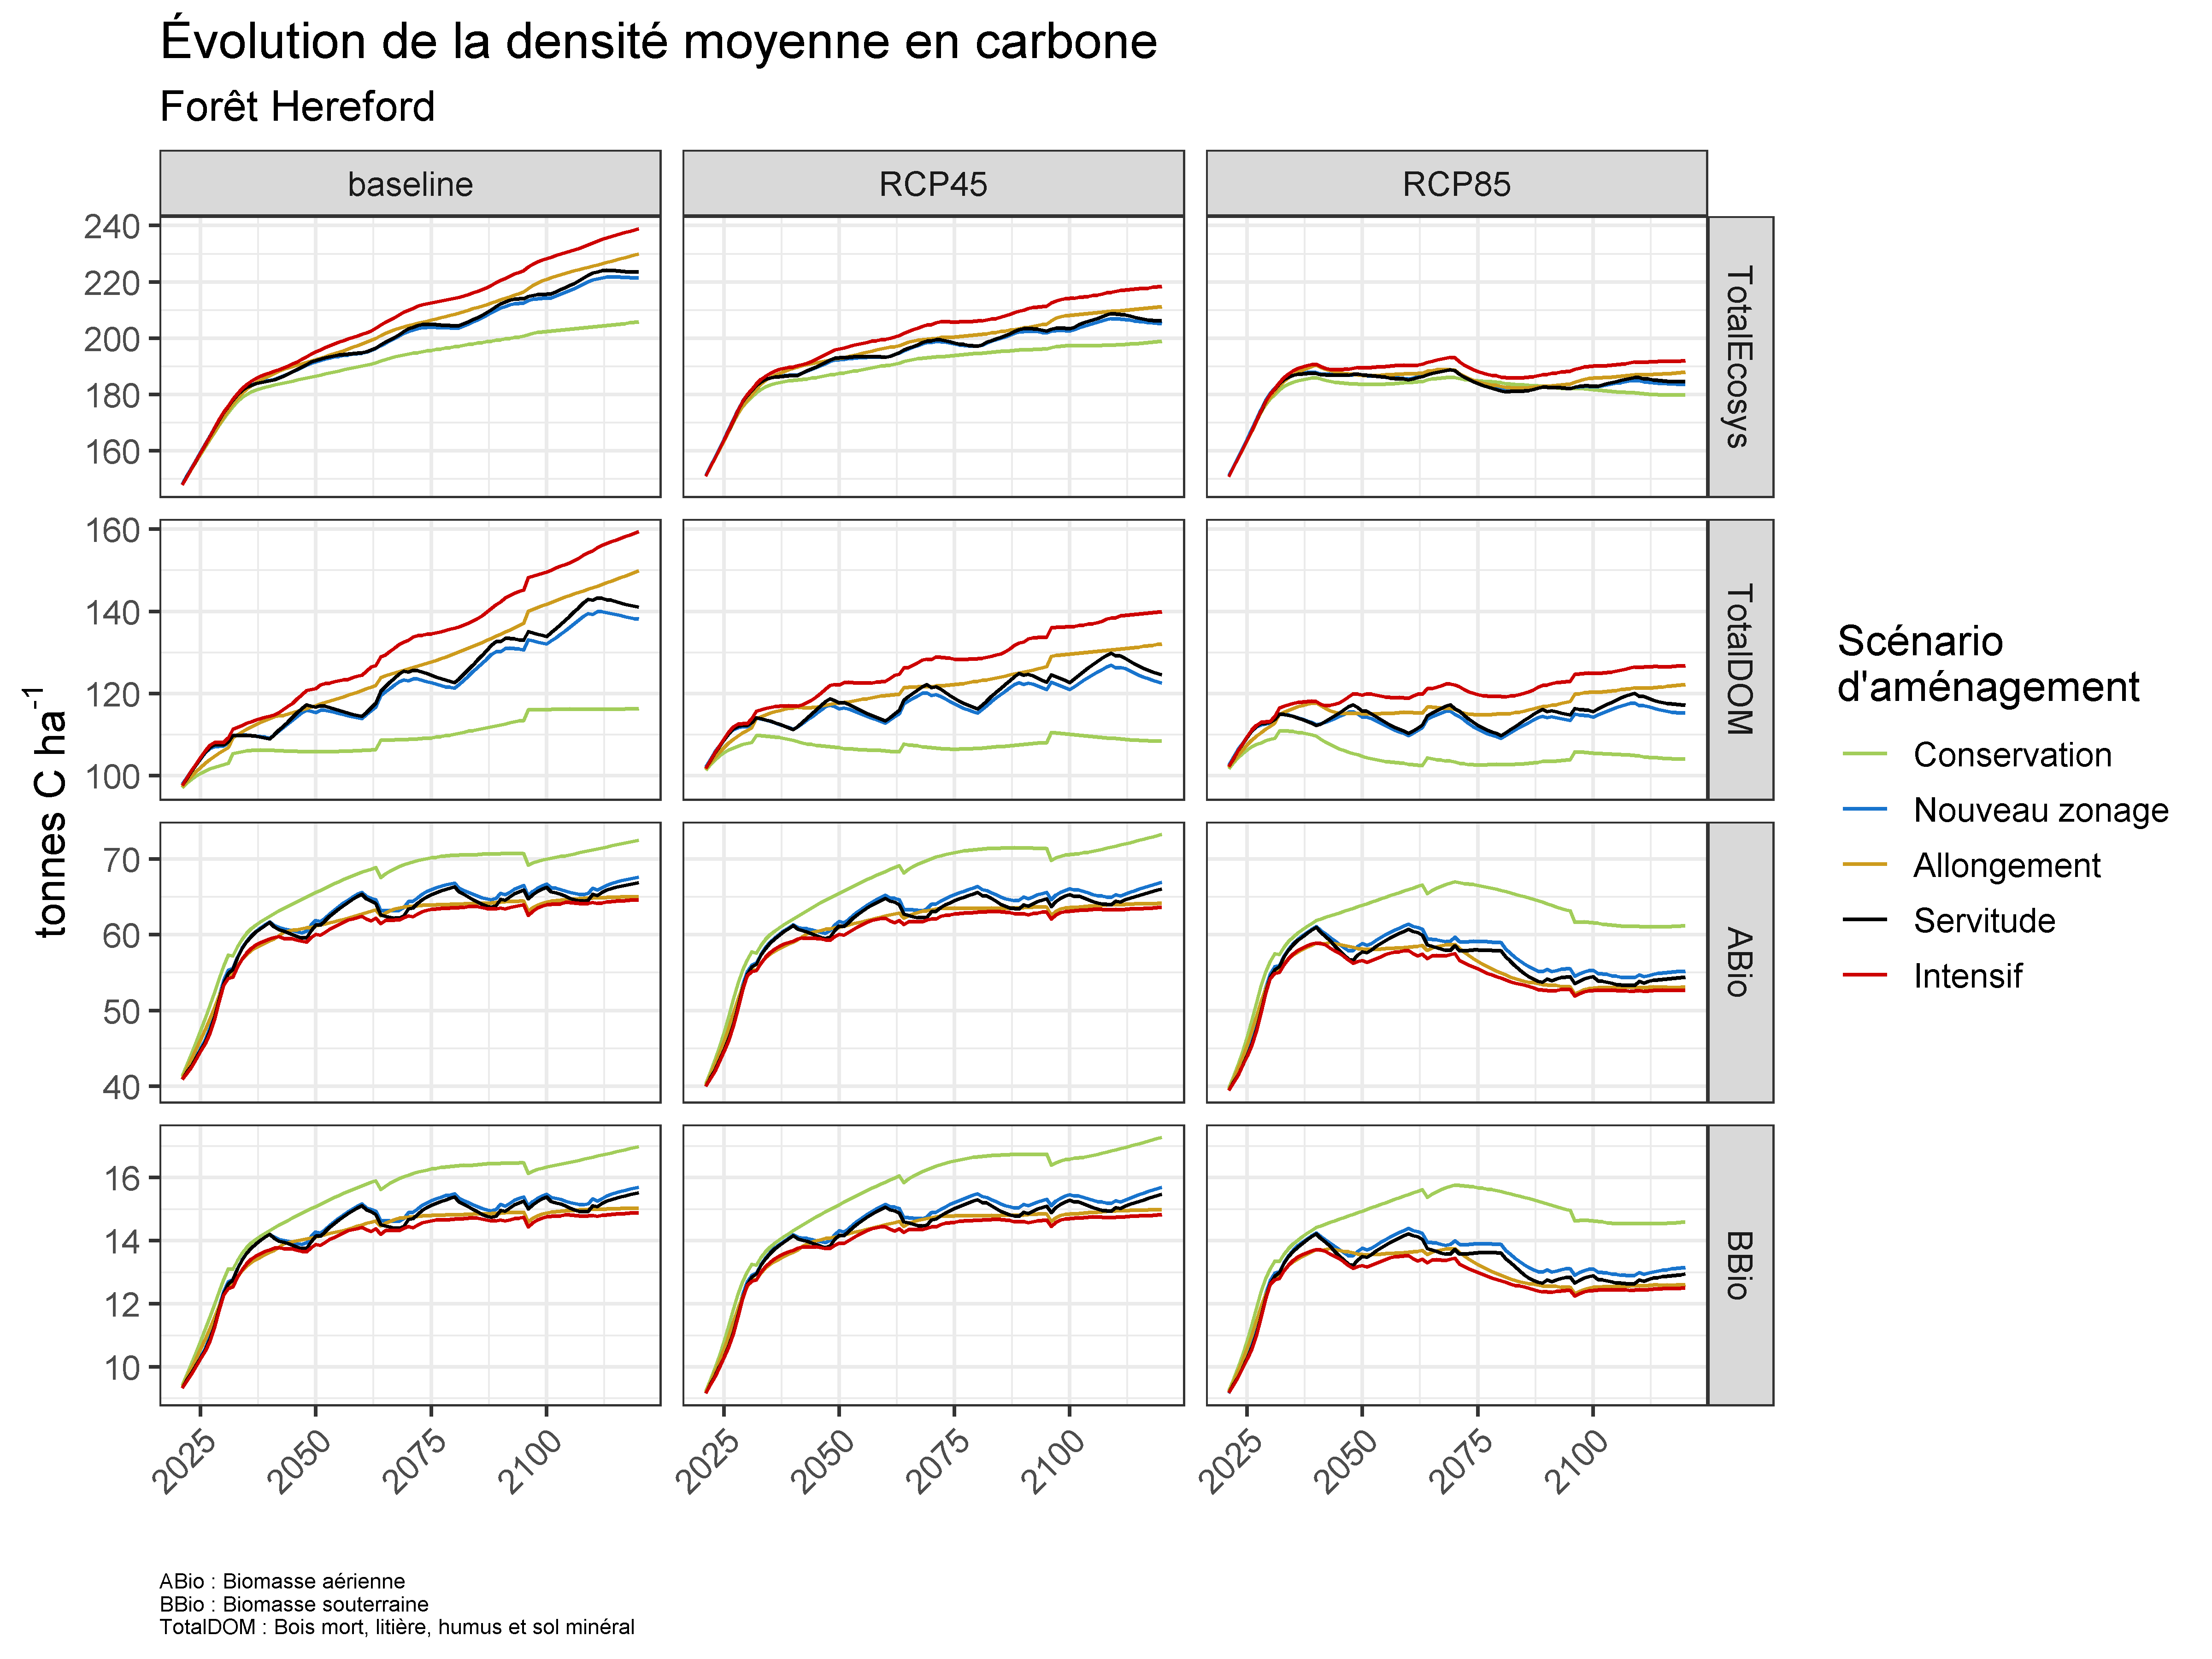 Évolution de la densité moyenne en carbone
Forêt Hereford
baseline
RCP45
RCP85
240
220
200
180
160
TotalEcosys
160
140
120
100
TotalDOM
tonnes C ha-1
70
60
50
40
ABio
16
14
12
10
BBio
2025 2050 2075 2100
2025 2050 2075 2100
2025 2050 2075 2100
Scénario
d'aménagement
Conservation
Nouveau zonage
Allongement
Servitude
Intensif
ABio : Biomasse aérienne
BBio : Biomasse souterraine
TotalDOM : Bois mort, litière, humus et sol minéral